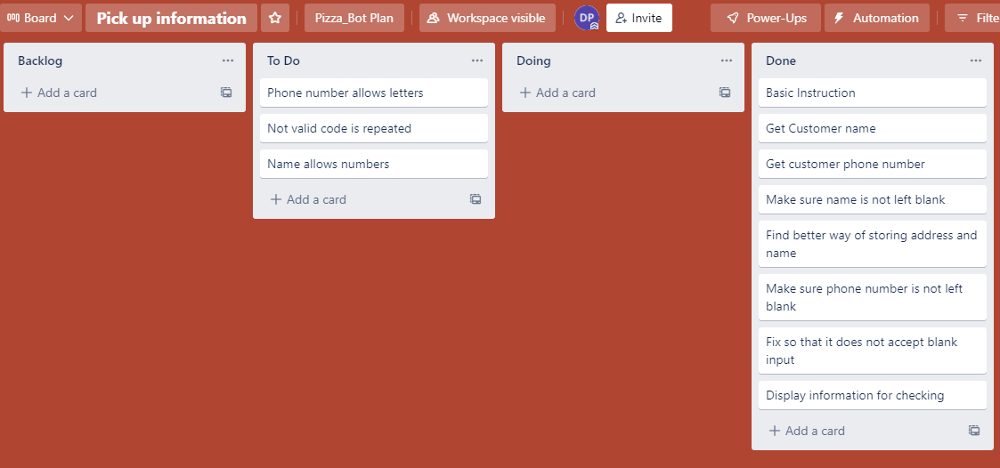 Board
Pick up information
Pizza_Bot Plan
Workspace visible
DP
Invite
Power-Ups
Automation
Backlog
Add a card
To Do
Phone number allows letters
Not valid code is repeated
Name allows numbers
Add a card
Doing
Add a card
Done
Basic Instruction
Get Customer name
Get customer phone number
Make sure name is not left blank
Find better way of storing address and
name
Make sure phone number is not left
blank
Fix so that it does not accept blank
input
Display information for checking
Add a card